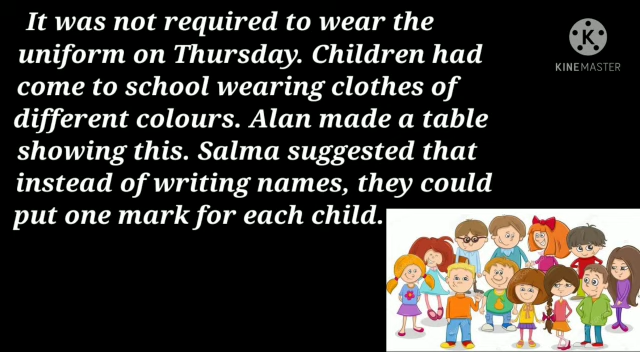 It was not required to wear the
uniform on Thursday. Children had
come to school wearing clothes of
different colours. Alan made a table
showing this. Salma suggested that
instead of writing names, they could
put one mark for each child.
K
KINEMASTER